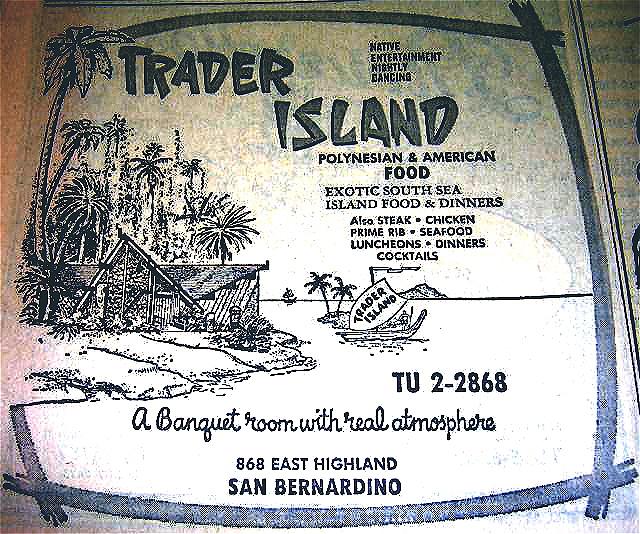 TRADER
ISLAND
NATIVE
ENTERTAINMENT
NIGHTLY
DANCING
POLYNESIAN & AMERICAN
FOOD
EXOTIC SOUTH SEA
ISLAND FOOD & DINNERS
Also STEAK • CHICKEN
PRIME RIB • SEAFOOD
LUNCHEONS • DINNERS
COCKTAILS
TRADER
ISLAND
TU 2-2868
A Banquet room with real atmosphere
868 EAST HIGHLAND
SAN BERNARDINO